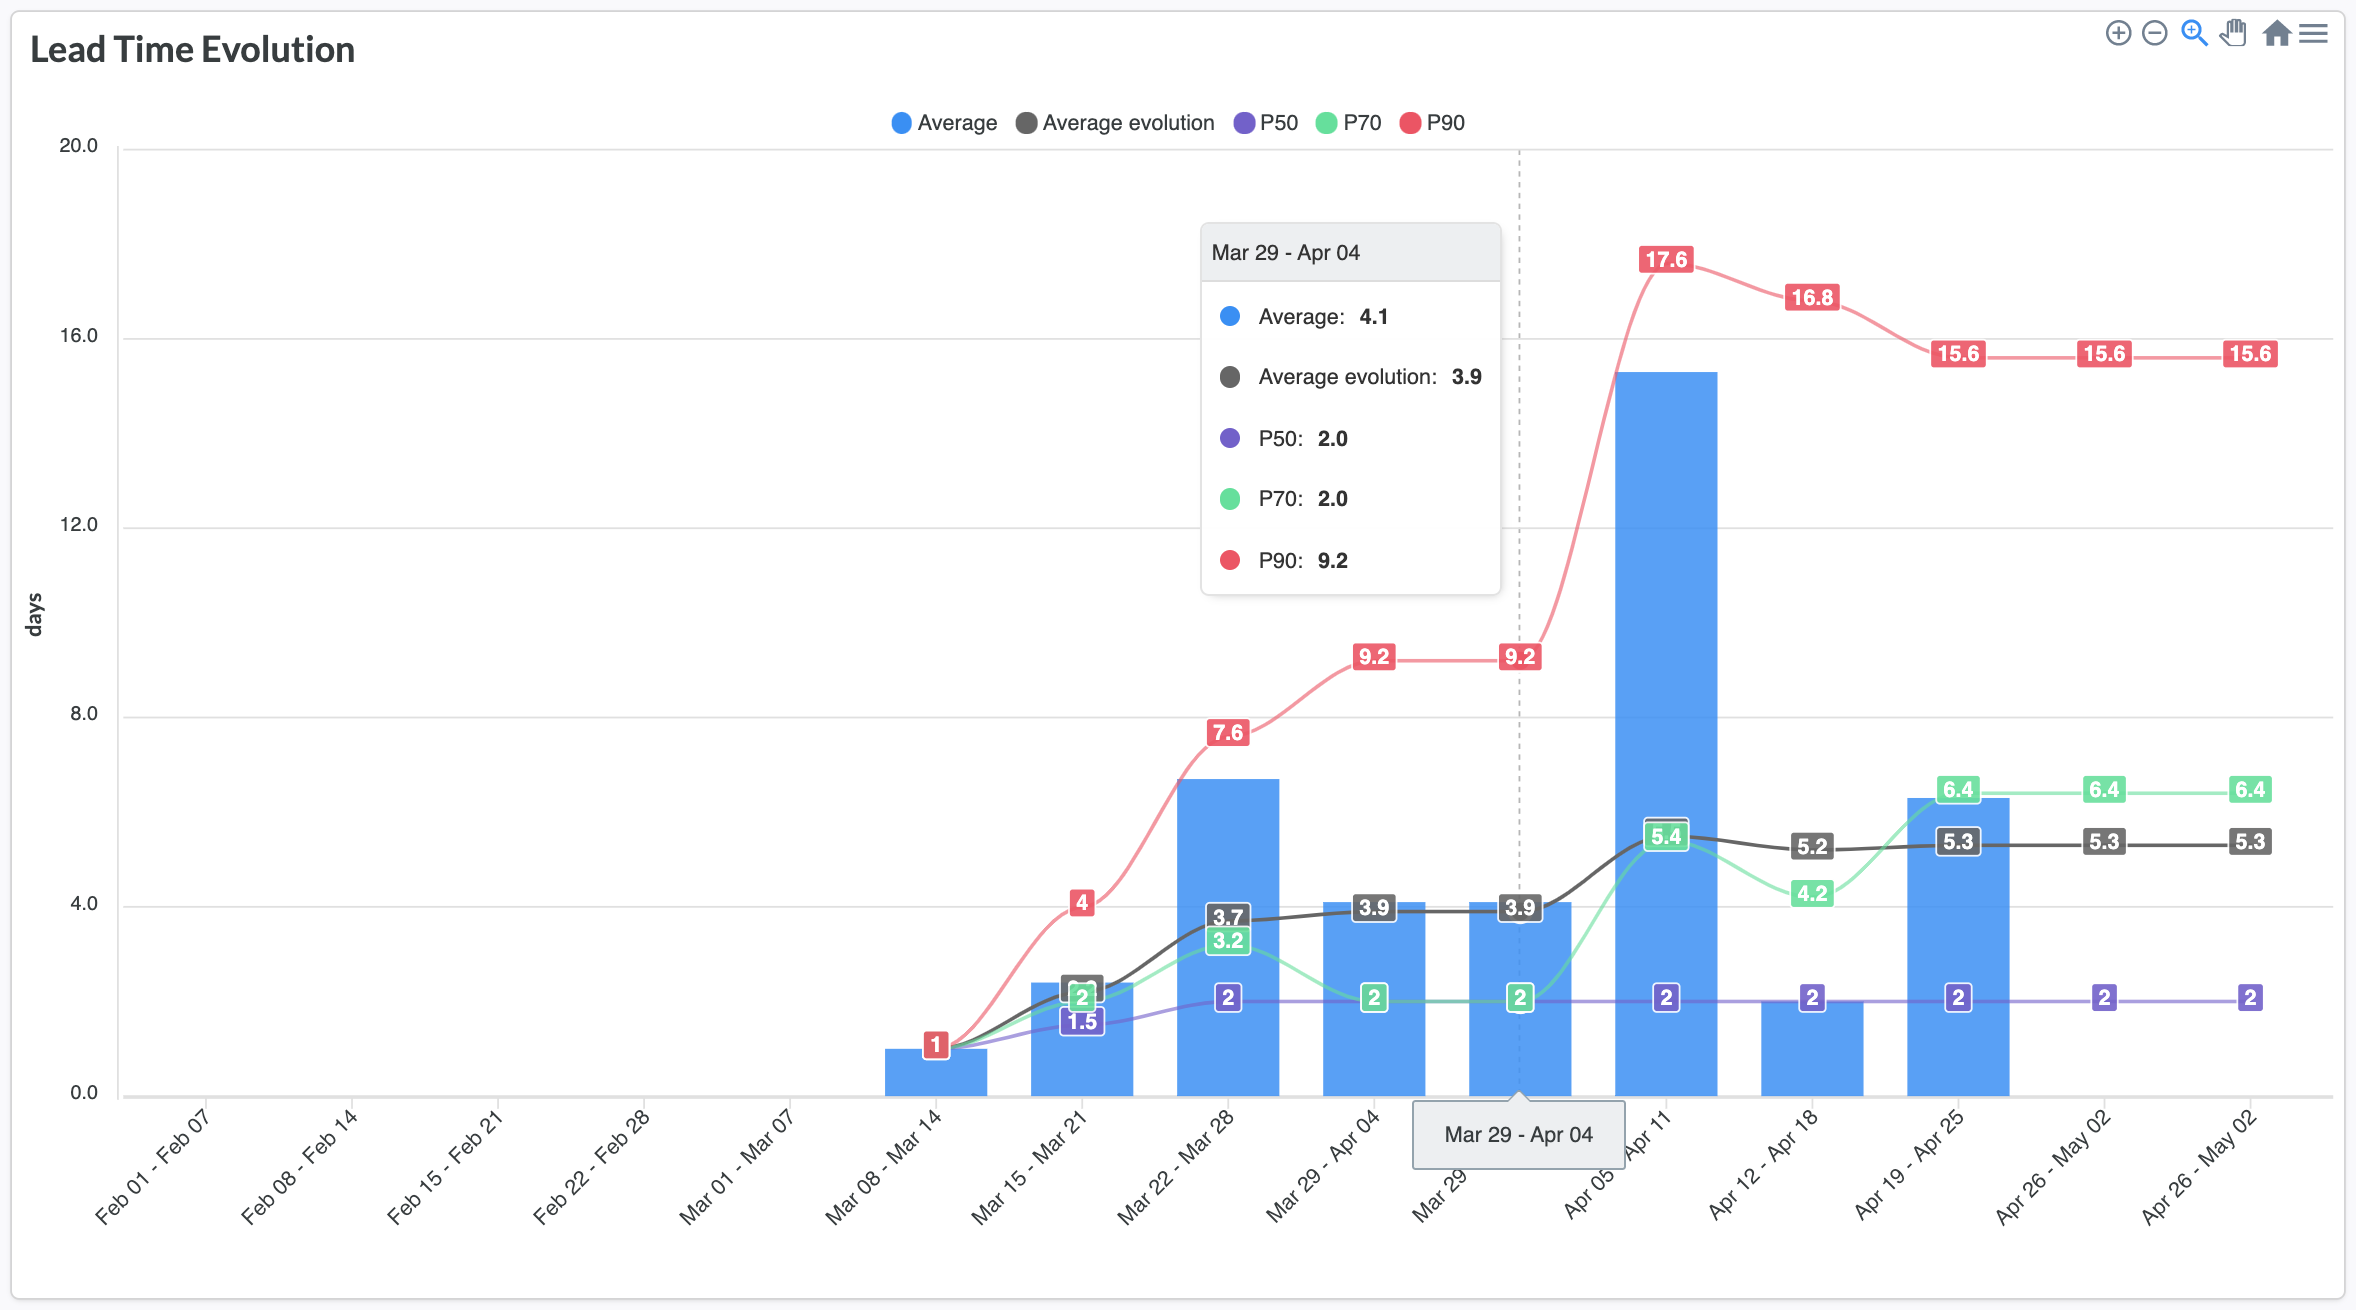 Lead Time Evolution
Average Average evolution P50 P70 P90
20.0
16.0
12.0
8.0
4.0
0.0
days
Mar 29 - Apr 04
Average: 4.1
Average evolution: 3.9
P50: 2.0
P70: 2.0
P90: 9.2
17.6
16.8
15.6 15.6 15.6
9.2 9.2
7.6
6.4 6.4 6.4
5.4
5.2 5.3 5.3 5.3
4.2
4
3.7 3.9 3.9
3.2
2 2 2 2 2 2 2 2 2
1.5
1
Mar 29 - Apr 04
Feb 01 - Feb 07
Feb 08 - Feb 14
Feb 15 - Feb 21
Feb 22 - Feb 28
Mar 01 - Mar 07
Mar 08 - Mar 14
Mar 15 - Mar 21
Mar 22 - Mar 28
Mar 29 - Apr 04
Mar 29
Apr 05 Apr 11
Apr 12 - Apr 18
Apr 19 - Apr 25
Apr 26 - May 02
Apr 26 - May 02